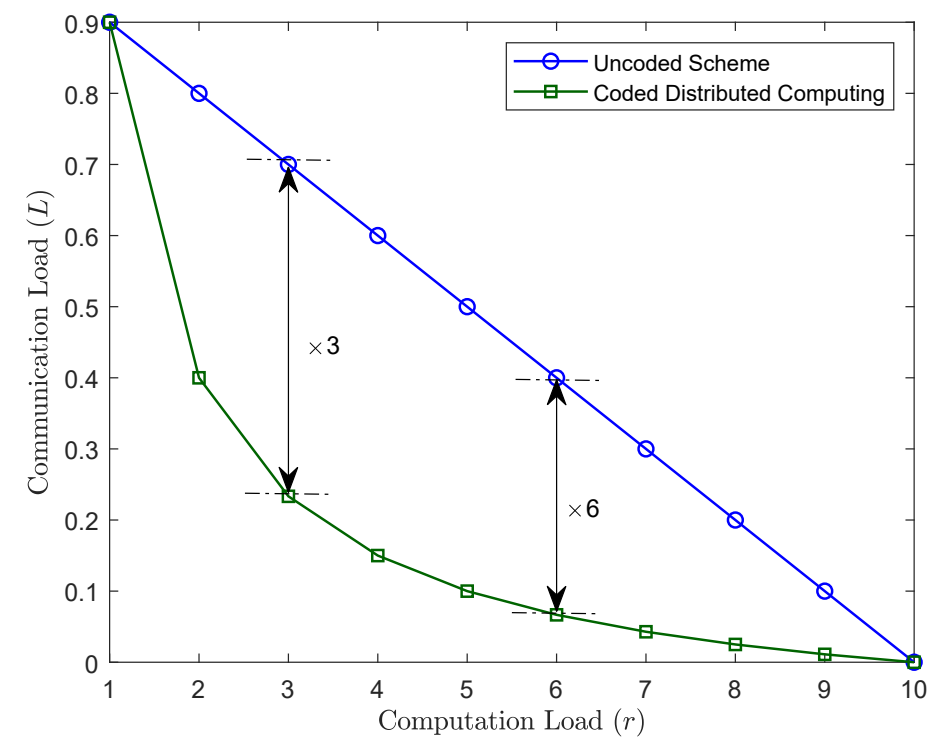 Uncoded Scheme
Coded Distributed Computing
0.9
0.8
0.7
0.6
0.5
0.4
0.3
0.2
0.1
0
Communication Load (L)
×3
×6
1 2 3 4 5 6 7 8 9 10
Computation Load (r)